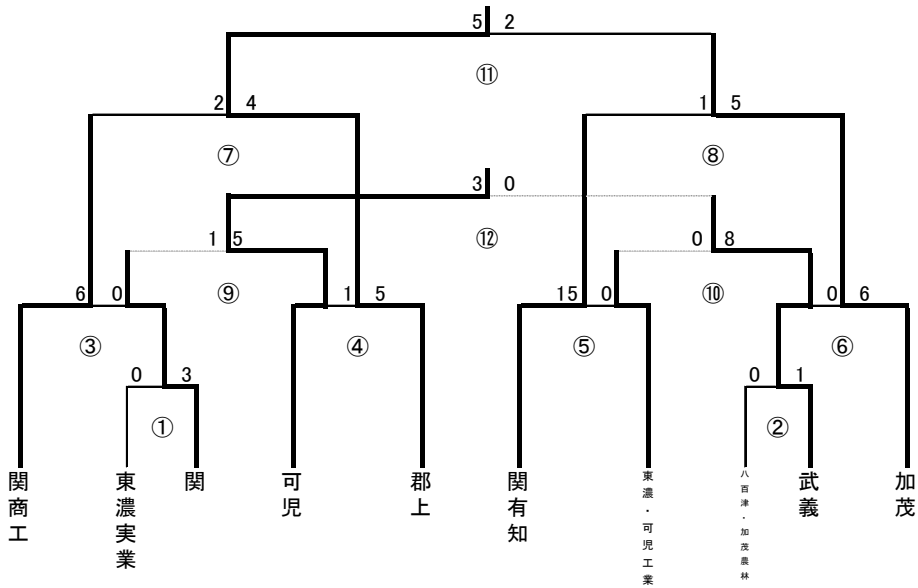 5 2
⑪
2 4
1 5
⑦
⑧
3 0
⑫
1 5
0 8
⑨
⑩
6 0
1 5
15 0
0 6
③
④
⑤
⑥
0 3
0 1
①
②
関商工
東濃実業
関
可児
郡上
関有知
東濃・可児工業
八百津・加茂農林
武義
加茂